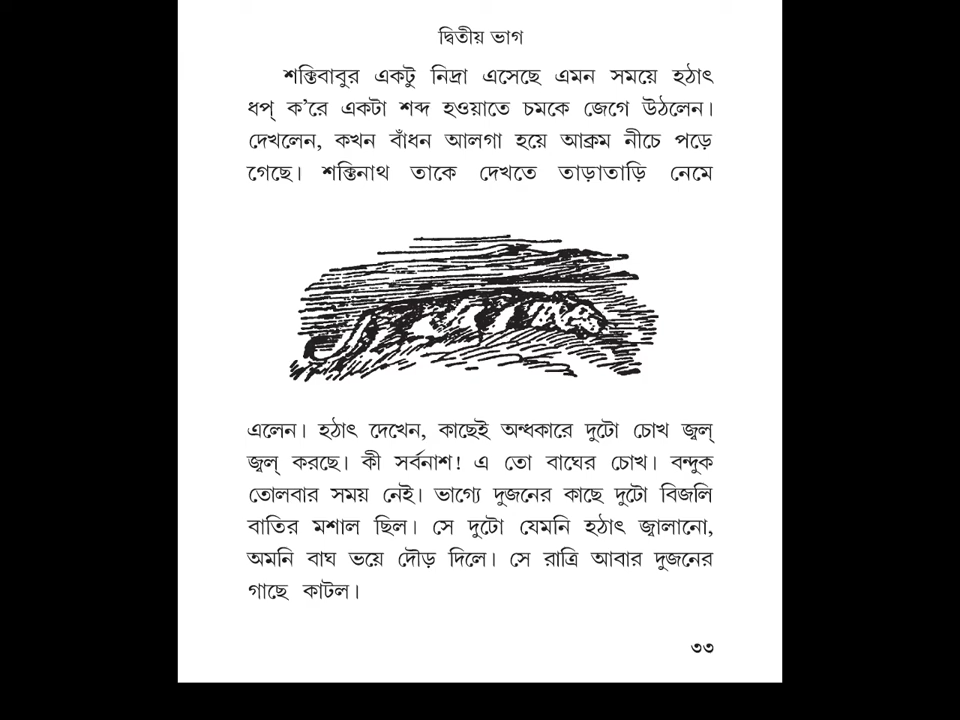 দ্বিতীয় ভাগ
শক্তিবাবুর একটু নিদ্রা এসেছে এমন সময়ে হঠাৎ
ধপ্ ক’রে একটা শব্দ হওয়াতে চমকে জেগে উঠলেন।
দেখলেন, কখন বাঁধন আলগা হয়ে আক্রম নীচে পড়ে
গেছে। শক্তিনাথ তাকে দেখতে তাড়াতাড়ি নেমে
এলেন। হঠাৎ দেখেন, কাছেই অন্ধকারে দুটো চোখ জ্বল্
জ্বল্ করছে। কী সর্বনাশ! এ তো বাঘের চোখ। বন্দুক
তোলবার সময় নেই। ভাগ্যে দুজনের কাছে দুটো বিজলি
বাতির মশাল ছিল। সে দুটো যেমনি হঠাৎ জ্বালানো,
অমনি বাঘ ভয়ে দৌড় দিলে। সে রাত্রি আবার দুজনের
গাছে কাটল।
৩৩